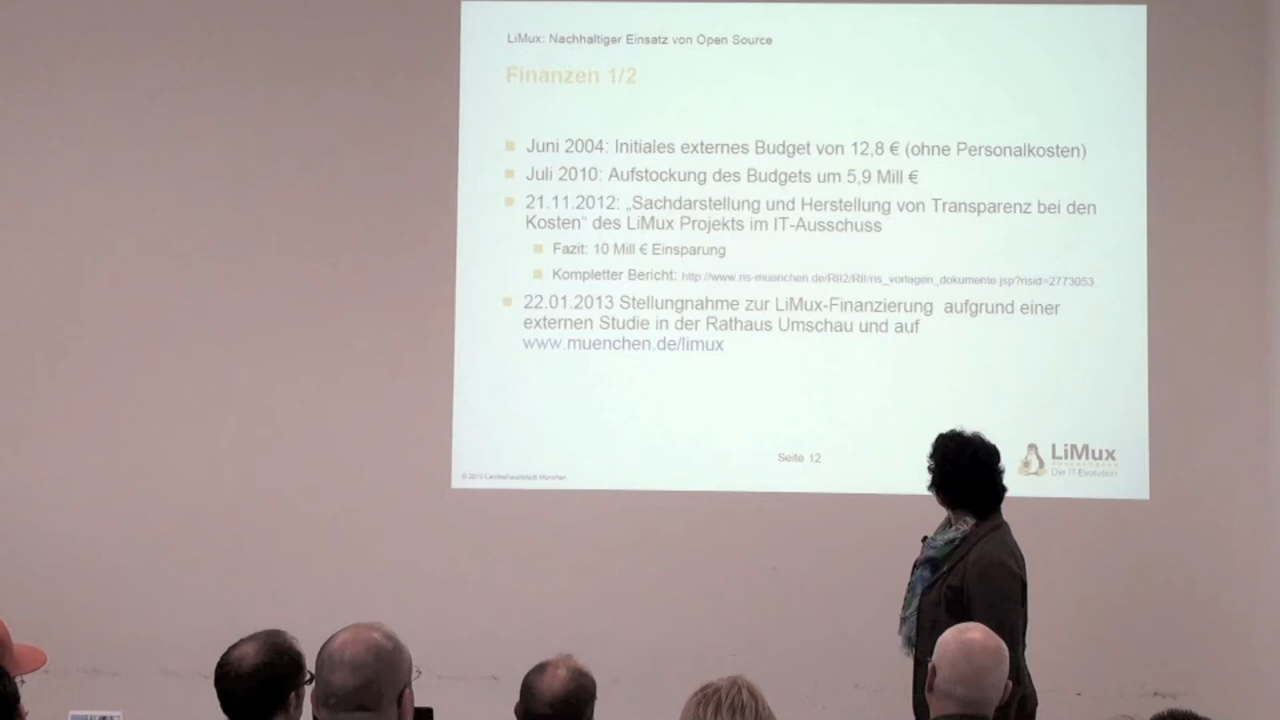 LiMux: Nachhaltiger Einsatz von Open Source
Finanzen 1/2
Juni 2004: Initiales externes Budget von 12,8 € (ohne Personalkosten)
Juli 2010: Aufstockung des Budgets um 5,9 Mill €
21.11.2012: „Sachdarstellung und Herstellung von Transparenz bei den
Kosten“ des LiMux Projekts im IT-Ausschuss
Fazit: 10 Mill € Einsparung
Kompletter Bericht: http://www.ris-muenchen.de/RII2/RII/ris_vorlagen_dokumente.jsp?risid=2773053
22.01.2013 Stellungnahme zur LiMux-Finanzierung aufgrund einer
externen Studie in der Rathaus Umschau und auf
www.muenchen.de/limux
Seite 12
LiMux
Die IT-Evolution
© 2012 Landeshauptstadt München